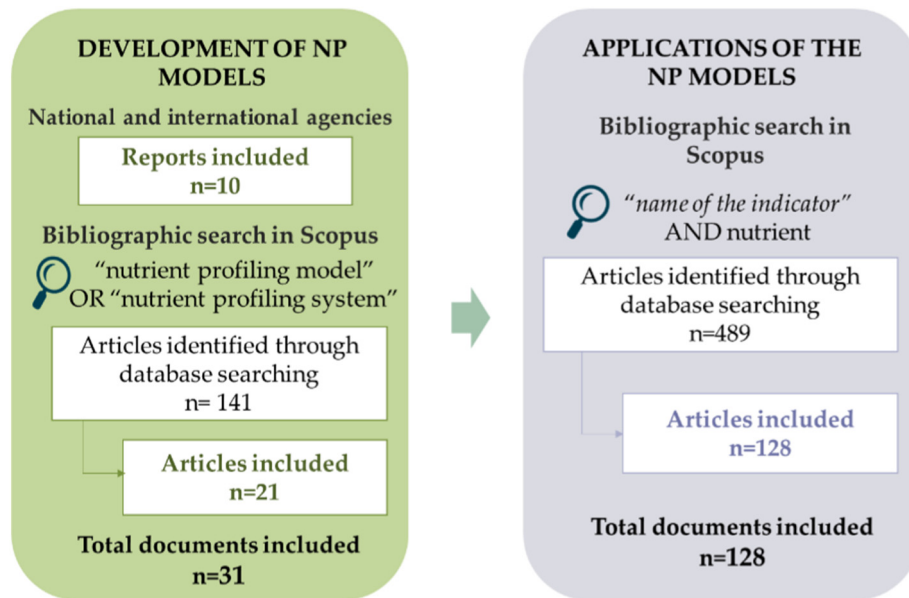 DEVELOPMENT OF NP
MODELS
National and international agencies
Reports included
n=10
Bibliographic search in Scopus
“nutrient profiling model”
OR “nutrient profiling system”
Articles identified through
database searching
n= 141
Articles included
n=21
Total documents included
n=31
APPLICATIONS OF THE
NP MODELS
Bibliographic search in
Scopus
“name of the indicator”
AND nutrient
Articles identified through
database searching
n=489
Articles included
n=128
Total documents included
n=128